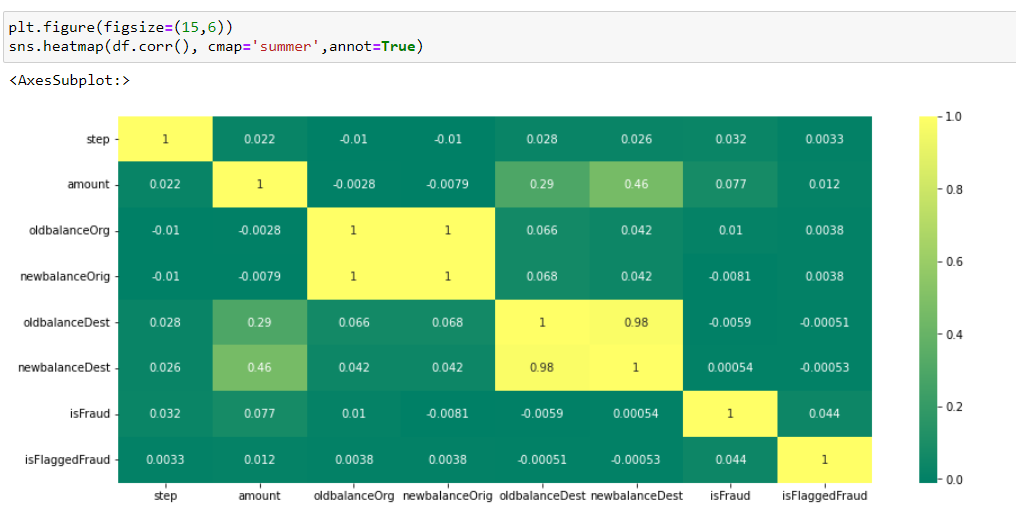 plt.figure(figsize=(15,6))
sns.heatmap(df.corr(), cmap='summer',annot=True)
<AxesSubplot:>
step 1 0.022 -0.01 -0.01 0.028 0.026 0.032 0.0033
amount 0.022 1 -0.0028 -0.0079 0.29 0.46 0.077 0.012
oldbalanceOrg -0.01 -0.0028 1 1 0.066 0.042 0.01 0.0038
newbalanceOrig -0.01 -0.0079 1 1 0.068 0.042 -0.0081 0.0038
oldbalanceDest 0.028 0.29 0.066 0.068 1 0.98 -0.0059 -0.00051
newbalanceDest 0.026 0.46 0.042 0.042 0.98 1 0.00054 -0.00053
isFraud 0.032 0.077 0.01 -0.0081 -0.0059 0.00054 1 0.044
isFlaggedFraud 0.0033 0.012 0.0038 0.0038 -0.00051 -0.00053 0.044 1
step amount oldbalanceOrg newbalanceOrig oldbalanceDest newbalanceDest isFraud isFlaggedFraud
1.0
0.8
0.6
0.4
0.2
0.0